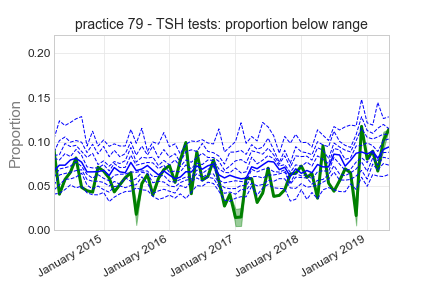 practice 79 - TSH tests: proportion below range
Proportion
0.20
0.15
0.10
0.05
0.00
January 2015
January 2016
January 2017
January 2018
January 2019